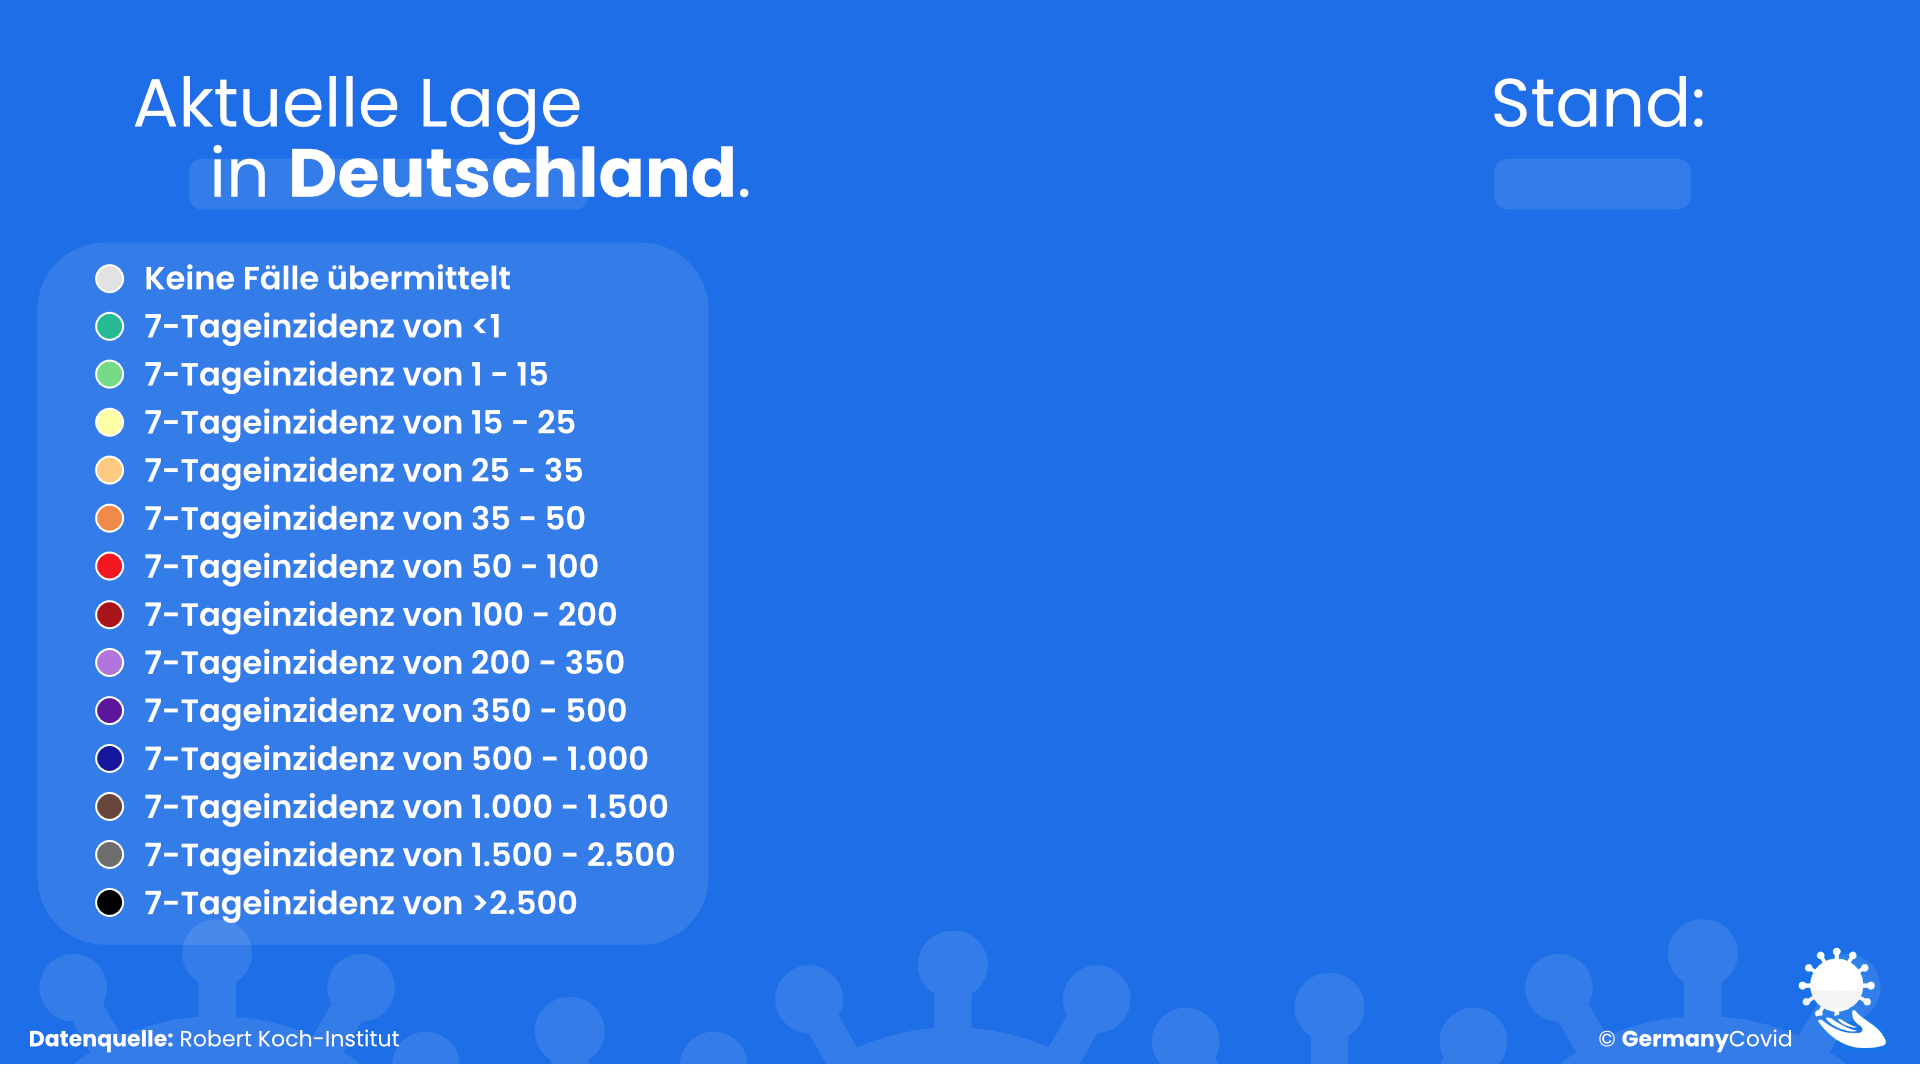 Aktuelle Lage
in Deutschland.
Stand:
Keine Fälle übermittelt
7-Tageinzidenz von <1
7-Tageinzidenz von 1 - 15
7-Tageinzidenz von 15 - 25
7-Tageinzidenz von 25 - 35
7-Tageinzidenz von 35 - 50
7-Tageinzidenz von 50 - 100
7-Tageinzidenz von 100 - 200
7-Tageinzidenz von 200 - 350
7-Tageinzidenz von 350 - 500
7-Tageinzidenz von 500 - 1.000
7-Tageinzidenz von 1.000 - 1.500
7-Tageinzidenz von 1.500 - 2.500
7-Tageinzidenz von >2.500
Datenquelle: Robert Koch-Institut
© GermanyCovid